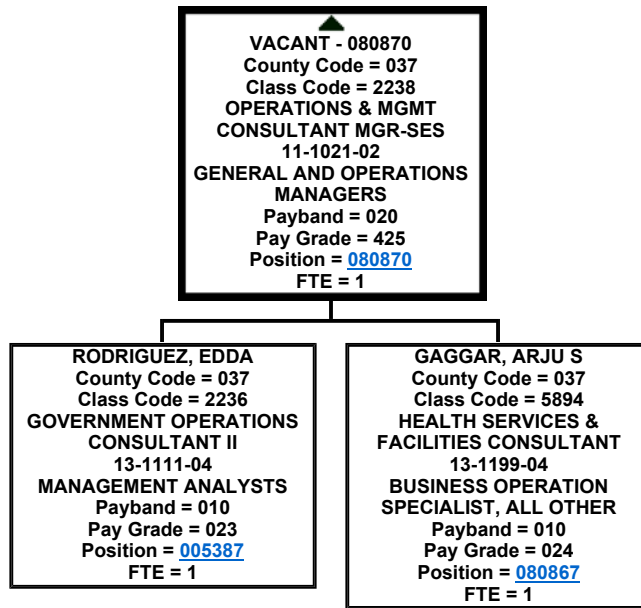 VACANT - 080870
County Code = 037
Class Code = 2238
OPERATIONS & MGMT
CONSULTANT MGR-SES
11-1021-02
GENERAL AND OPERATIONS
MANAGERS
Payband = 020
Pay Grade = 425
Position = 080870
FTE = 1
RODRIGUEZ, EDDA
County Code = 037
Class Code = 2236
GOVERNMENT OPERATIONS
CONSULTANT II
13-1111-04
MANAGEMENT ANALYSTS
Payband = 010
Pay Grade = 023
Position = 005387
FTE = 1
GAGGAR, ARJU S
County Code = 037
Class Code = 5894
HEALTH SERVICES &
FACILITIES CONSULTANT
13-1199-04
BUSINESS OPERATION
SPECIALIST, ALL OTHER
Payband = 010
Pay Grade = 024
Position = 080867
FTE = 1